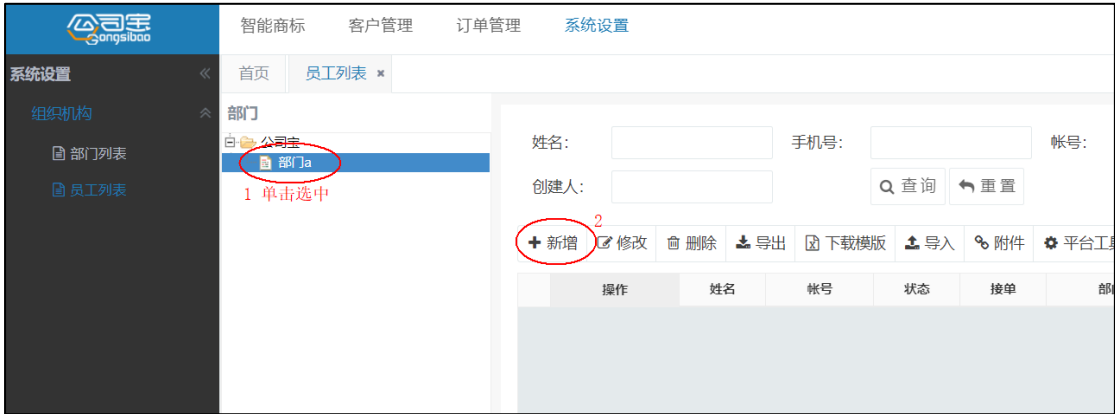 公司宝
Gongsibao
智能商标 客户管理 订单管理 系统设置
系统设置
首页 员工列表
组织机构
部门列表
员工列表
部门
公司宝
部门a
1 单击选中
姓名: 手机号: 帐号:
创建人: 查询 重置
2
新增 修改 删除 导出 下载模版 导入 附件 平台工
操作 姓名 帐号 状态 接单